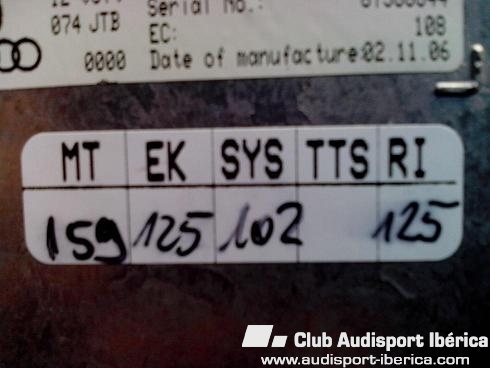 Serial No.:
074 JTB EC: 108
0000 Date of manufacture: 02.11.06
MT EK SYS TTS RI
159 125 102 125
Club Audisport Ibérica
www.audisport-iberica.com